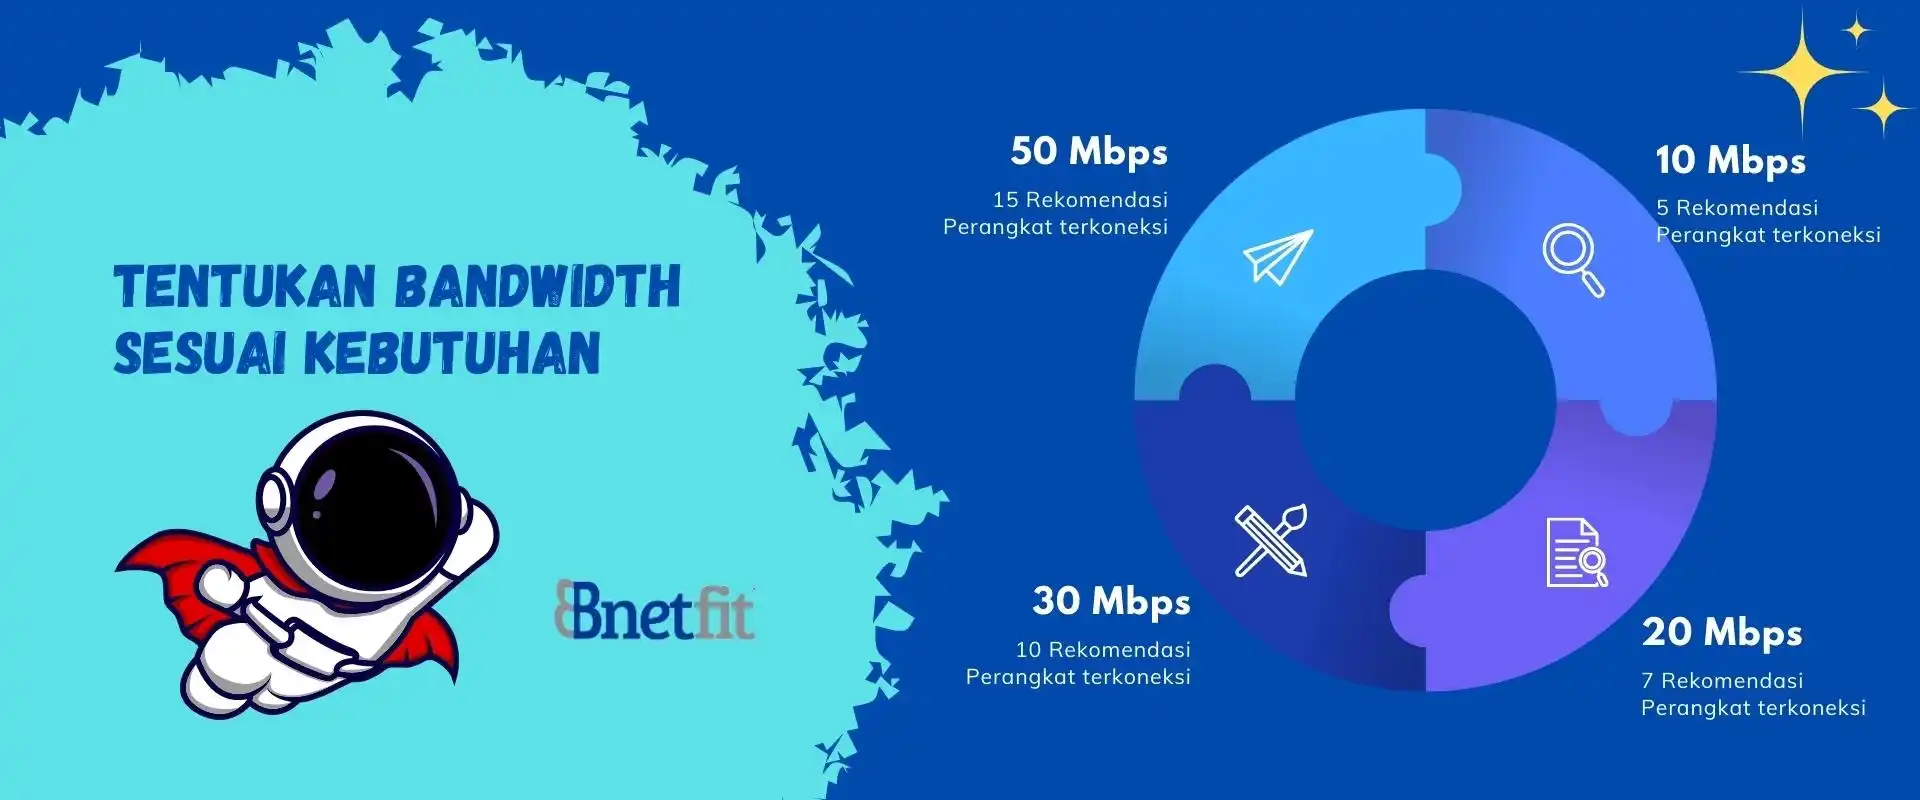 TENTUKAN BANDWIDTH
SESUAI KEBUTUHAN
Bnetfit
50 Mbps
15 Rekomendasi
Perangkat terkoneksi
10 Mbps
5 Rekomendasi
Perangkat terkoneksi
30 Mbps
10 Rekomendasi
Perangkat terkoneksi
20 Mbps
7 Rekomendasi
Perangkat terkoneksi